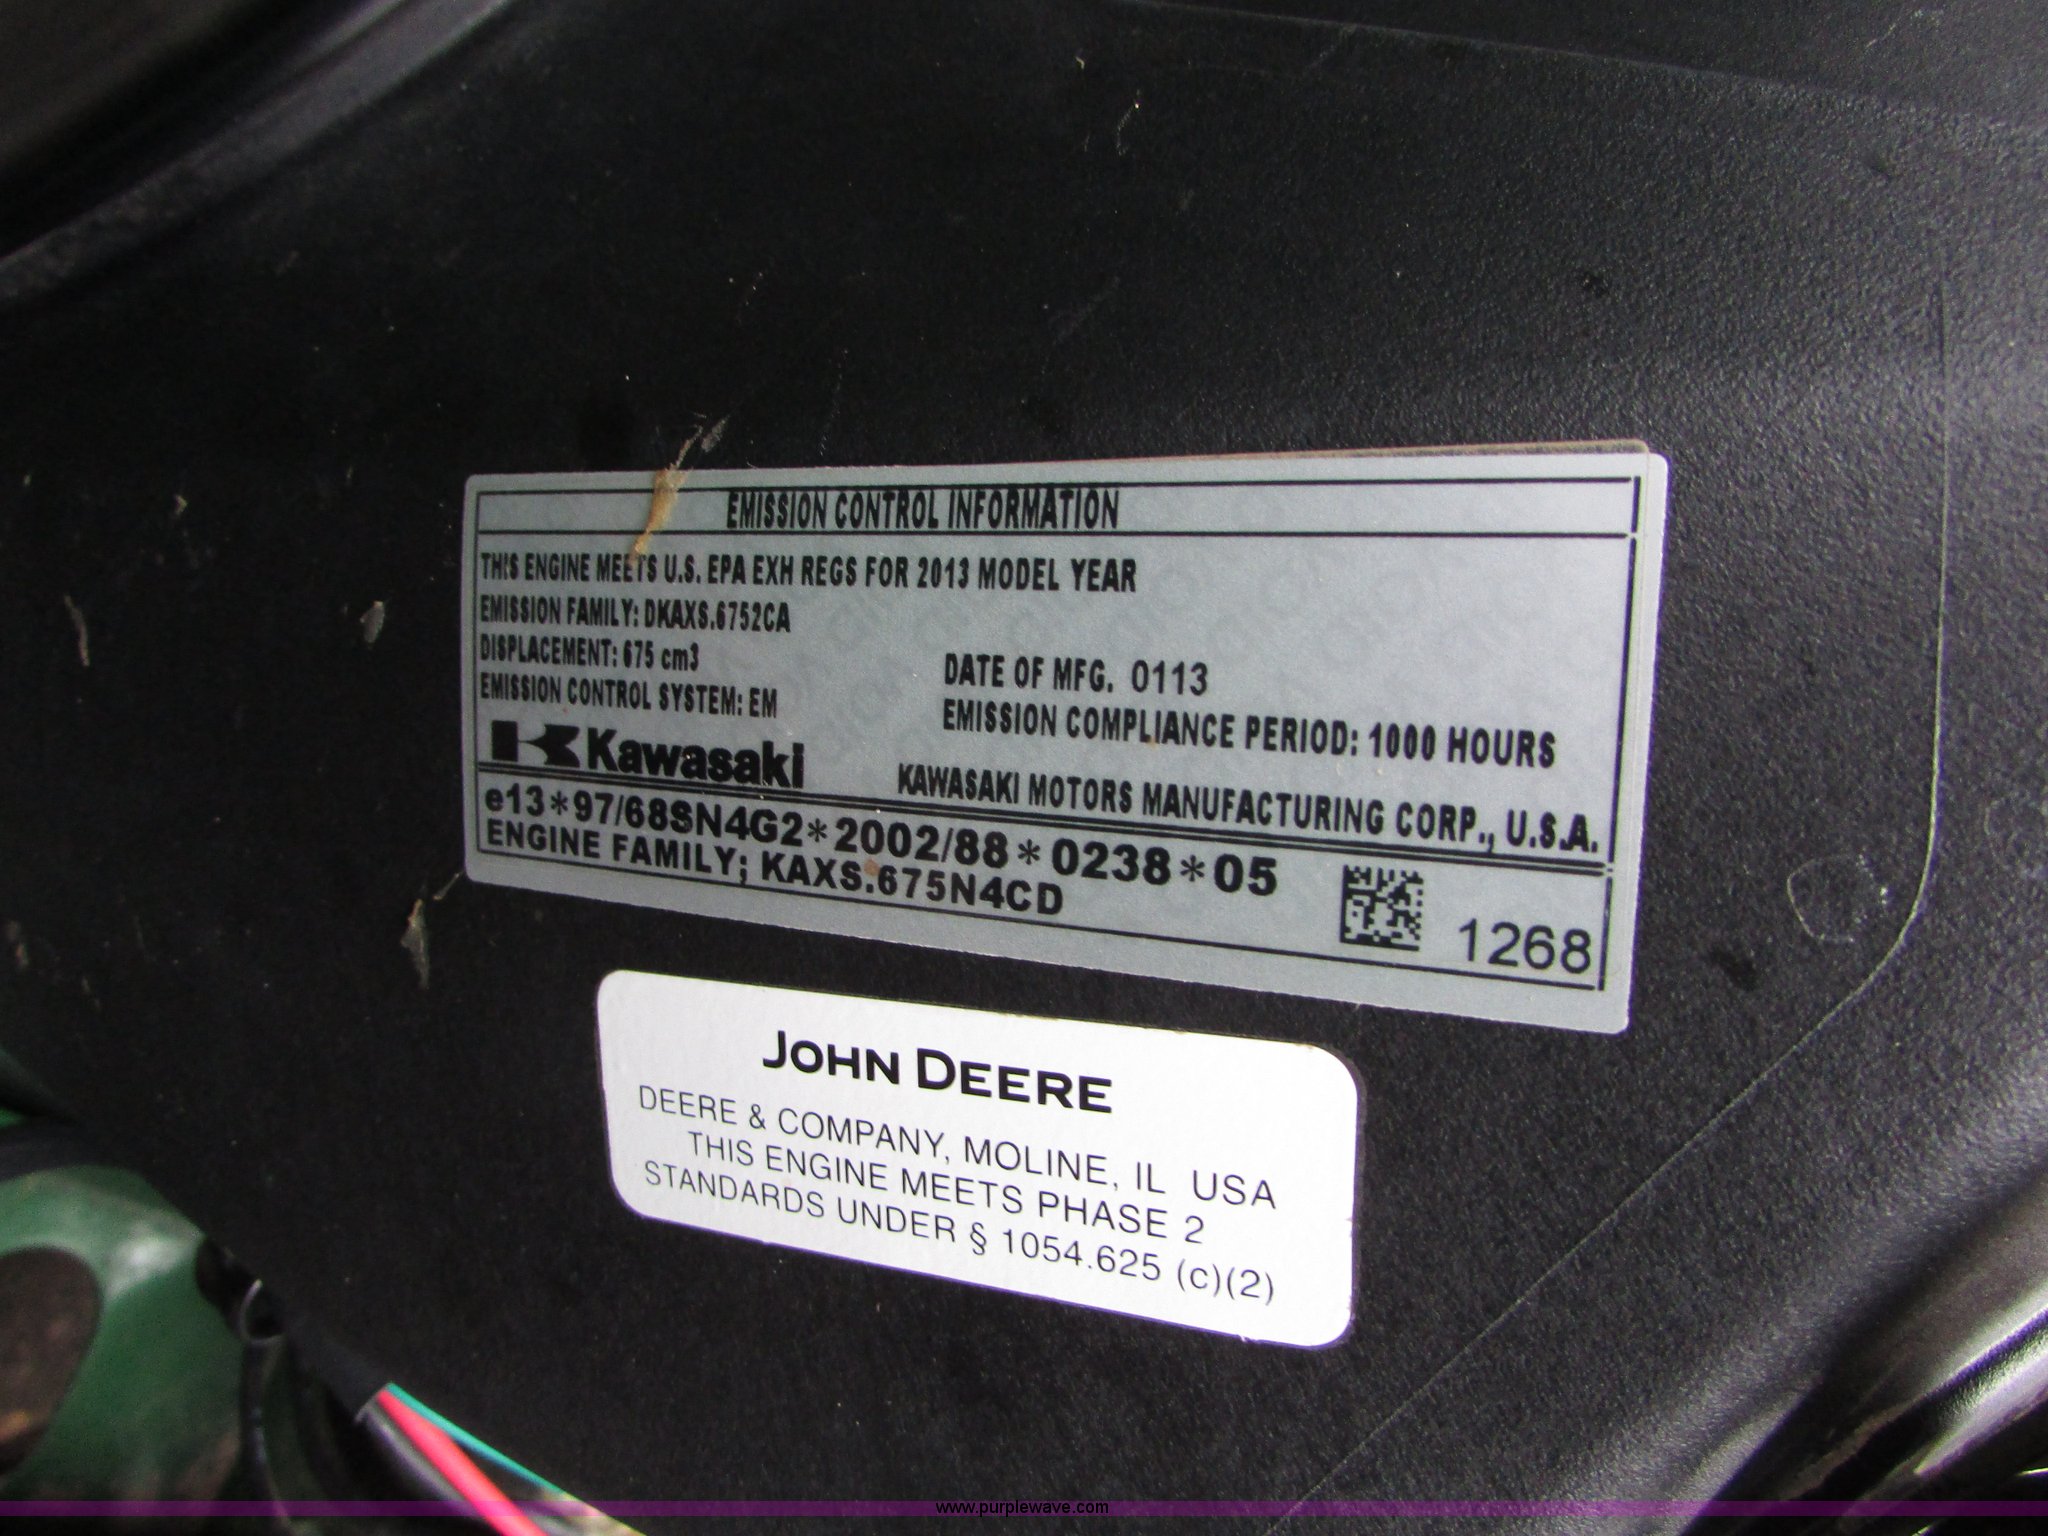 EMISSION CONTROL INFORMATION
THIS ENGINE MEETS U.S. EPA EXH REGS FOR 2013 MODEL YEAR
EMISSION FAMILY: DKAXS.6752CA
DISPLACEMENT: 675 cm3
DATE OF MFG. 0113
EMISSION CONTROL SYSTEM: EM
EMISSION COMPLIANCE PERIOD: 1000 HOURS
Kawasaki
KAWASAKI MOTORS MANUFACTURING CORP., U.S.A.
e13*97/68SN4G2*2002/88*0238*05
ENGINE FAMILY; KAXS.675N4CD
1268
JOHN DEERE
DEERE & COMPANY, MOLINE, IL USA
THIS ENGINE MEETS PHASE 2
STANDARDS UNDER § 1054.625 (c)(2)
www.purplewave.com